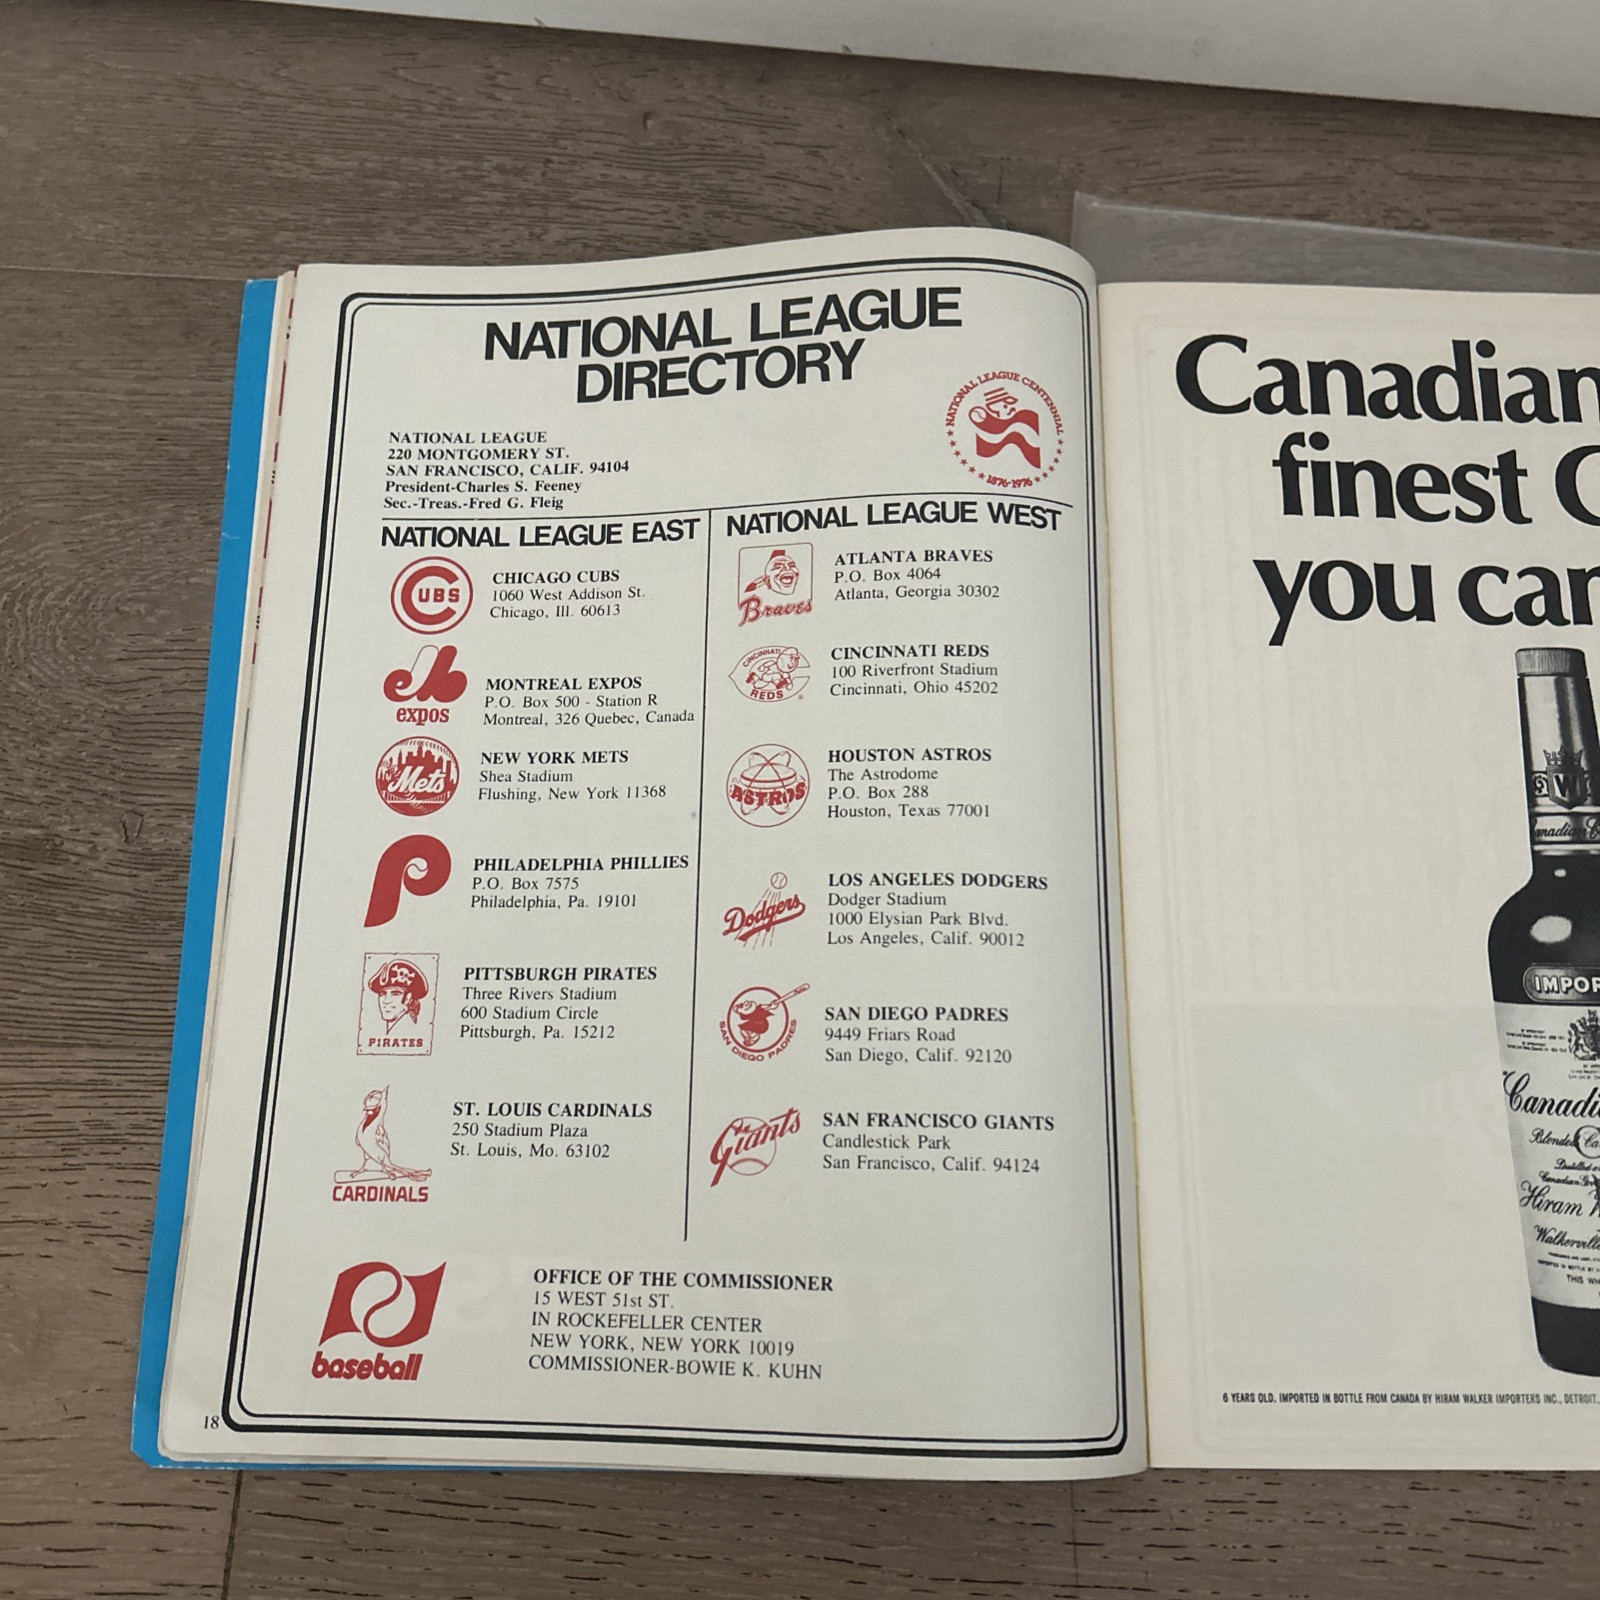 NATIONAL LEAGUE
DIRECTORY
NATIONAL LEAGUE CENTENNIAL
1876-1976
NATIONAL LEAGUE
220 MONTGOMERY ST.
SAN FRANCISCO, CALIF. 94104
President-Charles S. Feeney
Sec.-Treas.-Fred G. Fleig
NATIONAL LEAGUE EAST
CUBS
CHICAGO CUBS
1060 West Addison St.
Chicago, Ill. 60613
expos
MONTREAL EXPOS
P.O. Box 500 - Station R
Montreal, 326 Quebec, Canada
Mets
NEW YORK METS
Shea Stadium
Flushing, New York 11368
P
PHILADELPHIA PHILLIES
P.O. Box 7575
Philadelphia, Pa. 19101
PIRATES
PITTSBURGH PIRATES
Three Rivers Stadium
600 Stadium Circle
Pittsburgh, Pa. 15212
CARDINALS
ST. LOUIS CARDINALS
250 Stadium Plaza
St. Louis, Mo. 63102
NATIONAL LEAGUE WEST
Braves
ATLANTA BRAVES
P.O. Box 4064
Atlanta, Georgia 30302
CINCINNATI
REDS
CINCINNATI REDS
100 Riverfront Stadium
Cincinnati, Ohio 45202
ASTROS
HOUSTON ASTROS
The Astrodome
P.O. Box 288
Houston, Texas 77001
Dodgers
LOS ANGELES DODGERS
Dodger Stadium
1000 Elysian Park Blvd.
Los Angeles, Calif. 90012
SAN DIEGO PADRES
SAN DIEGO PADRES
9449 Friars Road
San Diego, Calif. 92120
Giants
SAN FRANCISCO GIANTS
Candlestick Park
San Francisco, Calif. 94124
baseball
OFFICE OF THE COMMISSIONER
15 WEST 51st ST.
IN ROCKEFELLER CENTER
NEW YORK, NEW YORK 10019
COMMISSIONER-BOWIE K. KUHN
18
Canadian
finest C
you can
IMPOR
Canadi
Blended Ca
Hiram W
Walkerville
THIS WH
6 YEARS OLD. IMPORTED IN BOTTLE FROM CANADA BY HIRAM WALKER IMPORTERS INC., DETROIT,